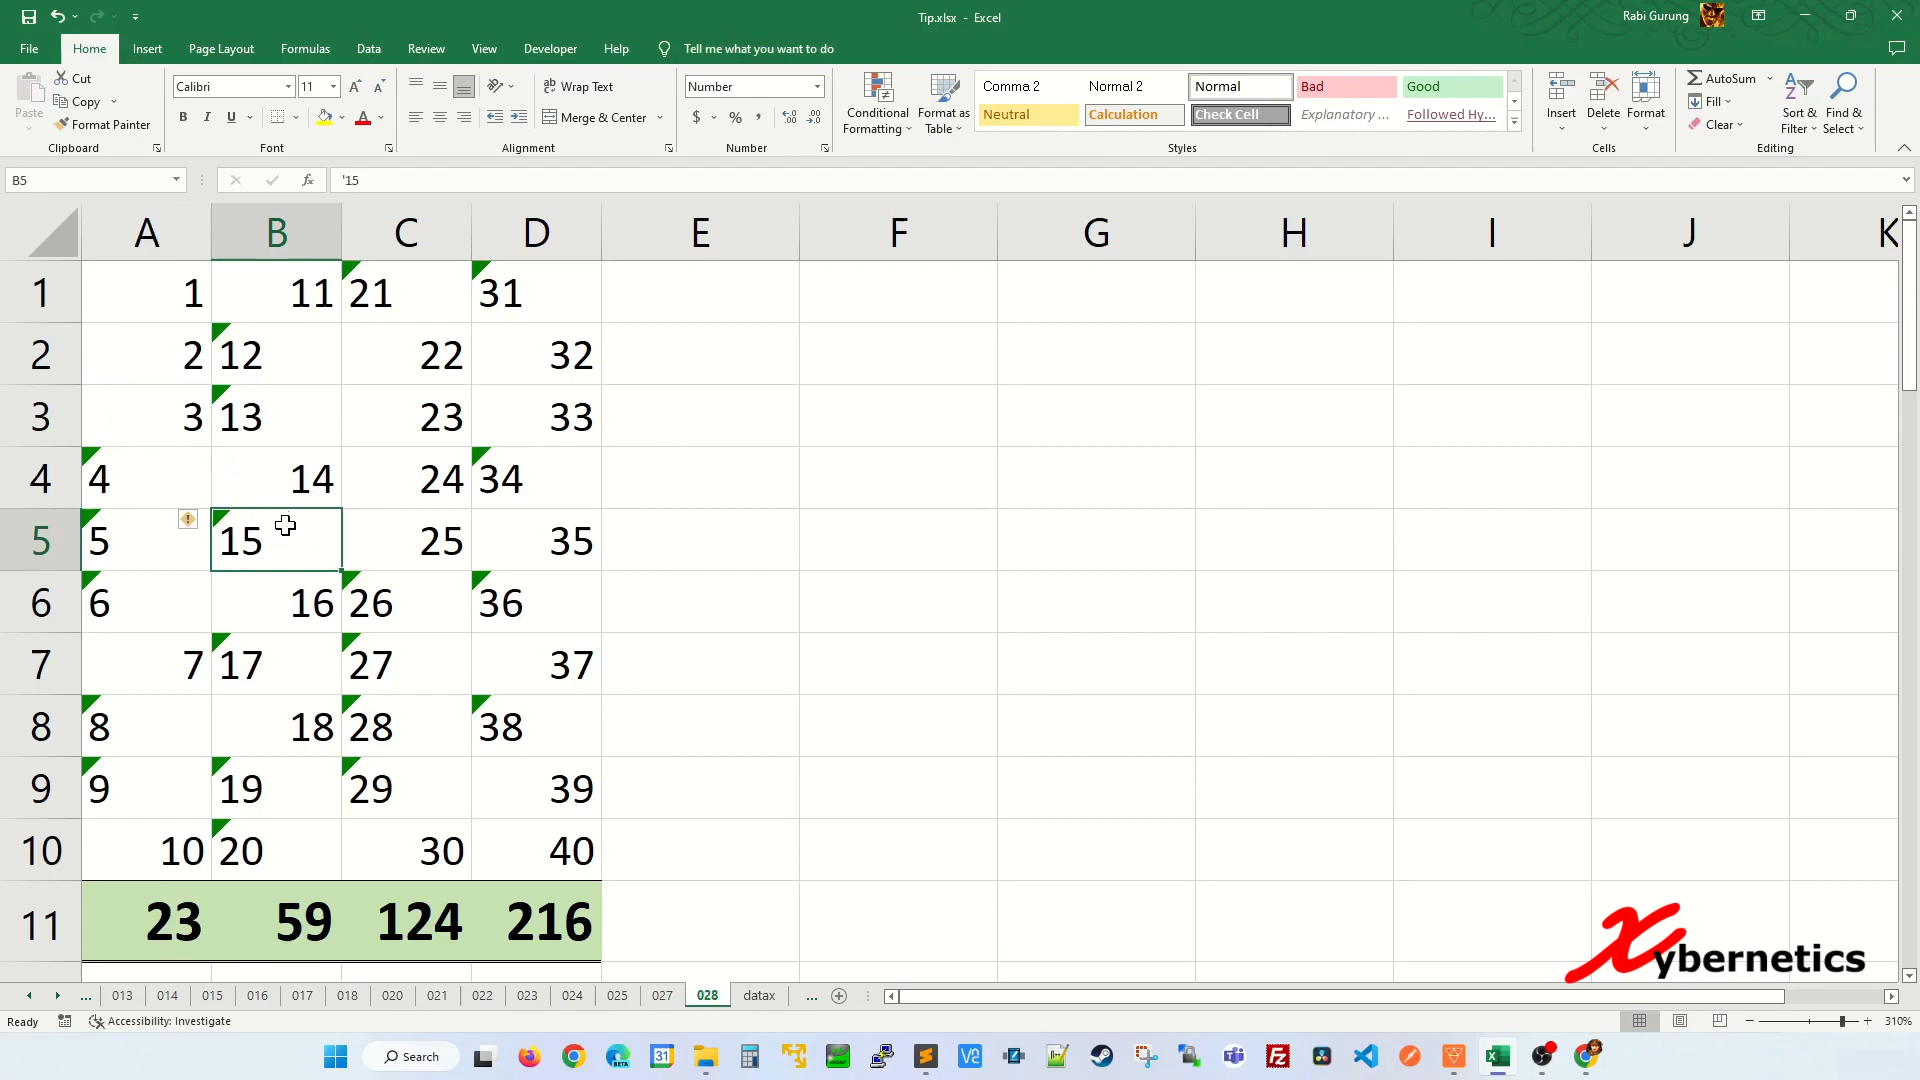 Tip.xlsx - Excel
Rabi Gurung
File Home Insert Page Layout Formulas Data Review View Developer Help Tell me what you want to do
Paste
Cut
Copy
Format Painter
Clipboard
Calibri 11
B I U
Font
Wrap Text
Merge & Center
Alignment
Number
$ % ,
Number
Conditional Formatting
Format as Table
Comma 2 Normal 2 Normal Bad Good
Neutral Calculation Check Cell Explanatory ... Followed Hy...
Styles
Insert Delete Format
Cells
AutoSum
Fill
Clear
Sort & Filter
Find & Select
Editing
B5 fx '15
A B C D E F G H I J K
1 1 11 21 31
2 2 12 22 32
3 3 13 23 33
4 4 14 24 34
5 5 15 25 35
6 6 16 26 36
7 7 17 27 37
8 8 18 28 38
9 9 19 29 39
10 10 20 30 40
11 23 59 124 216
Xybernetics
... 013 014 015 016 017 018 020 021 022 023 024 025 027 028 datax ...
Ready Accessibility: Investigate 310%
Search